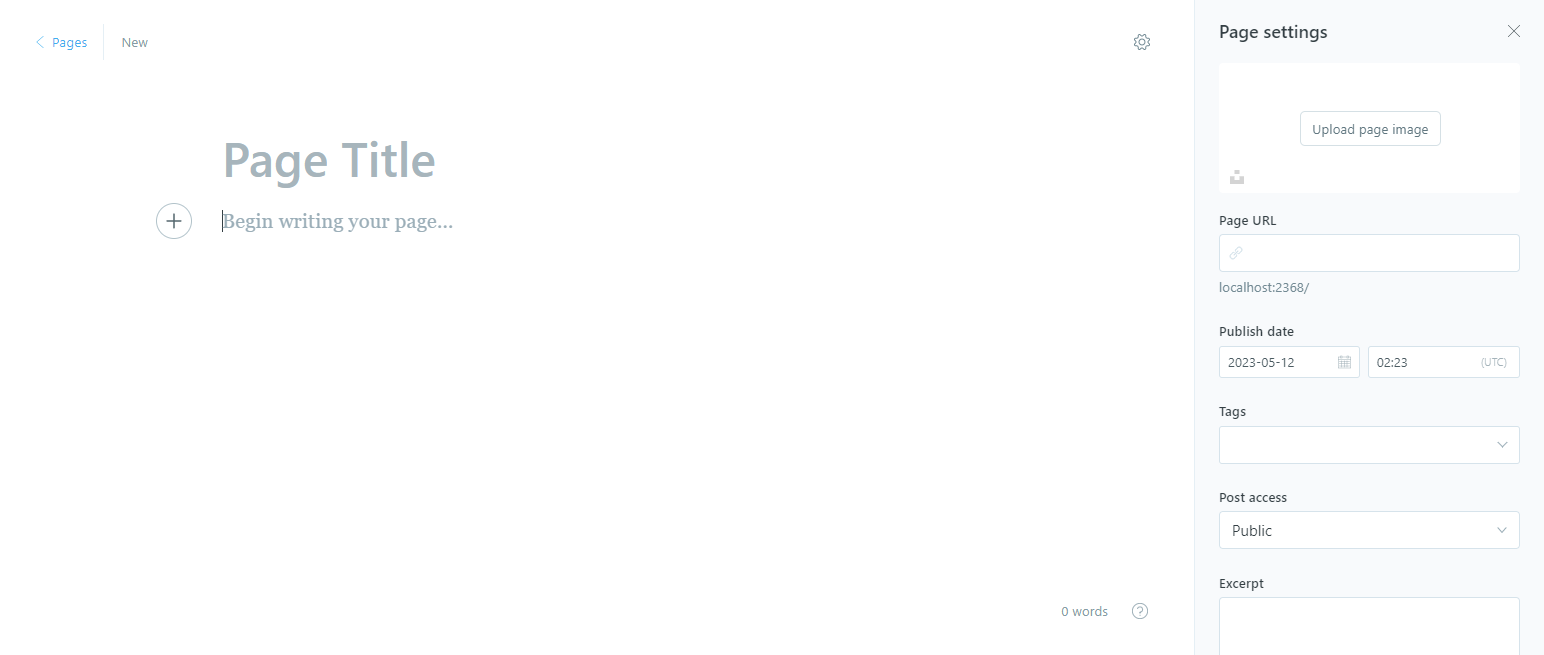 Pages
New
Page Title
Begin writing your page...
0 words
Page settings
Upload page image
Page URL
localhost:2368/
Publish date
2023-05-12
02:23 (UTC)
Tags
Post access
Public
Excerpt